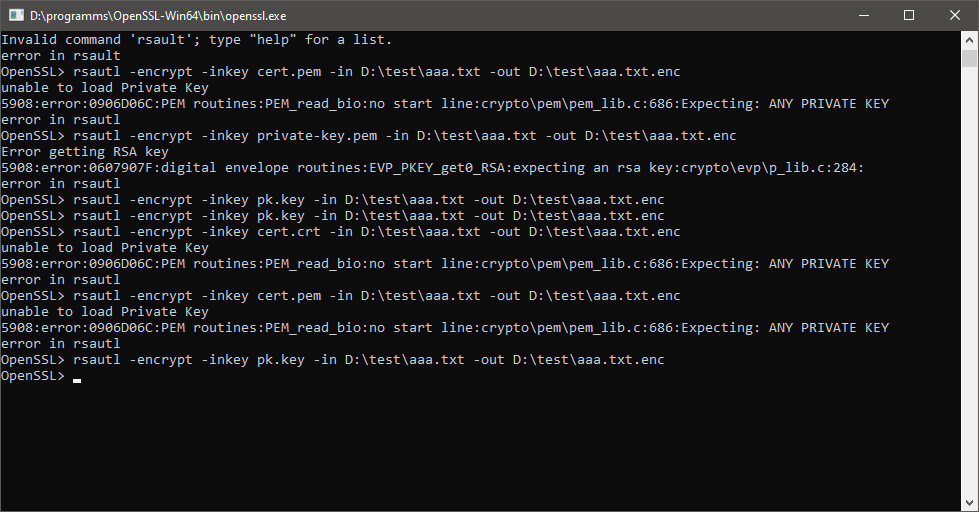 D:\programms\OpenSSL-Win64\bin\openssl.exe
Invalid command 'rsault'; type "help" for a list.
error in rsault
OpenSSL> rsautl -encrypt -inkey cert.pem -in D:\test\aaa.txt -out D:\test\aaa.txt.enc
unable to load Private Key
5908:error:0906D06C:PEM routines:PEM_read_bio:no start line:crypto\pem\pem_lib.c:686:Expecting: ANY PRIVATE KEY
error in rsautl
OpenSSL> rsautl -encrypt -inkey private-key.pem -in D:\test\aaa.txt -out D:\test\aaa.txt.enc
Error getting RSA key
5908:error:0607907F:digital envelope routines:EVP_PKEY_get0_RSA:expecting an rsa key:crypto\evp\p_lib.c:284:
error in rsautl
OpenSSL> rsautl -encrypt -inkey pk.key -in D:\test\aaa.txt -out D:\test\aaa.txt.enc
OpenSSL> rsautl -encrypt -inkey pk.key -in D:\test\aaa.txt -out D:\test\aaa.txt.enc
OpenSSL> rsautl -encrypt -inkey cert.crt -in D:\test\aaa.txt -out D:\test\aaa.txt.enc
unable to load Private Key
5908:error:0906D06C:PEM routines:PEM_read_bio:no start line:crypto\pem\pem_lib.c:686:Expecting: ANY PRIVATE KEY
error in rsautl
OpenSSL> rsautl -encrypt -inkey cert.pem -in D:\test\aaa.txt -out D:\test\aaa.txt.enc
unable to load Private Key
5908:error:0906D06C:PEM routines:PEM_read_bio:no start line:crypto\pem\pem_lib.c:686:Expecting: ANY PRIVATE KEY
error in rsautl
OpenSSL> rsautl -encrypt -inkey pk.key -in D:\test\aaa.txt -out D:\test\aaa.txt.enc
OpenSSL>